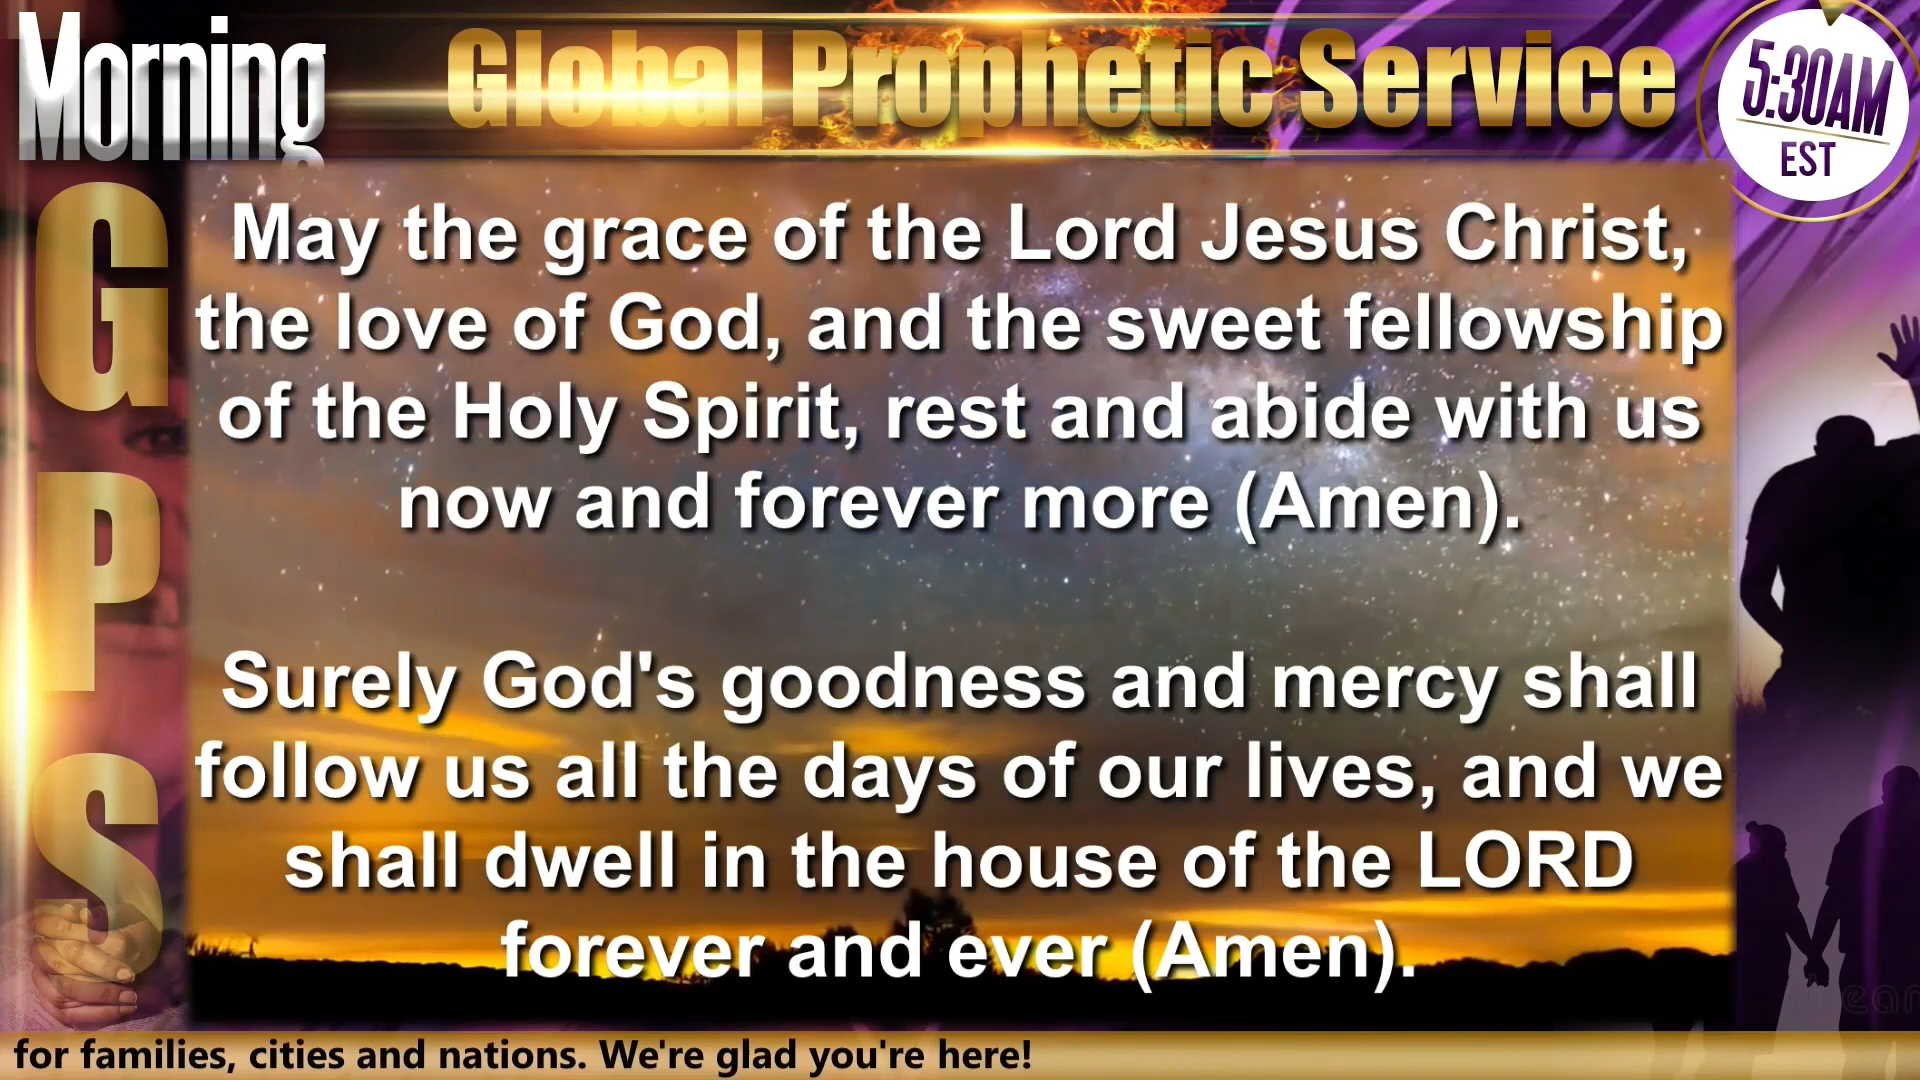 Morning
Global Prophetic Service
5:30AM
EST
G
P
S
May the grace of the Lord Jesus Christ,
the love of God, and the sweet fellowship
of the Holy Spirit, rest and abide with us
now and forever more (Amen).
Surely God's goodness and mercy shall
follow us all the days of our lives, and we
shall dwell in the house of the LORD
forever and ever (Amen).
for families, cities and nations. We're glad you're here!